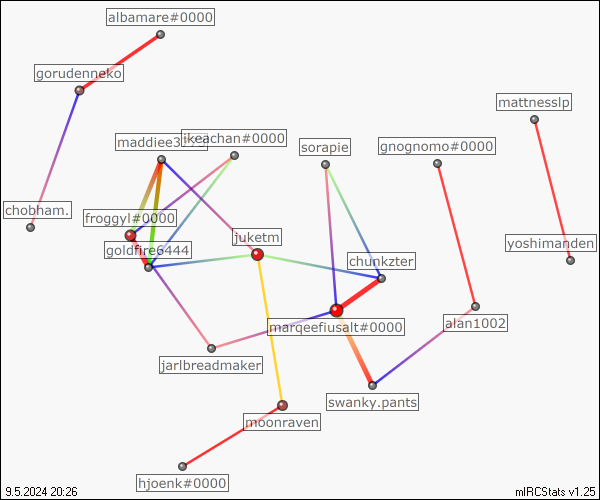 albamare#0000
gorudenneko
mattnesslp
maddiee3
ikeachan#0000
sorapie
gnognomo#0000
chobham.
froggyl#0000
goldfire6444
juketm
yoshimanden
chunkzter
marqeefiusalt#0000
alan1002
jarlbreadmaker
swanky.pants
moonraven
hjoenk#0000
9.5.2024 20:26
mIRCStats v1.25